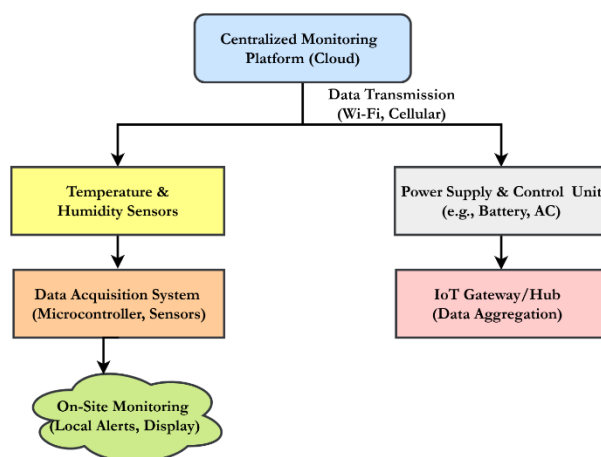 Centralized Monitoring
Platform (Cloud)
Data Transmission
(Wi-Fi, Cellular)
Temperature &
Humidity Sensors
Power Supply & Control Unit
(e.g., Battery, AC)
Data Acquisition System
(Microcontroller, Sensors)
IoT Gateway/Hub
(Data Aggregation)
On-Site Monitoring
(Local Alerts, Display)